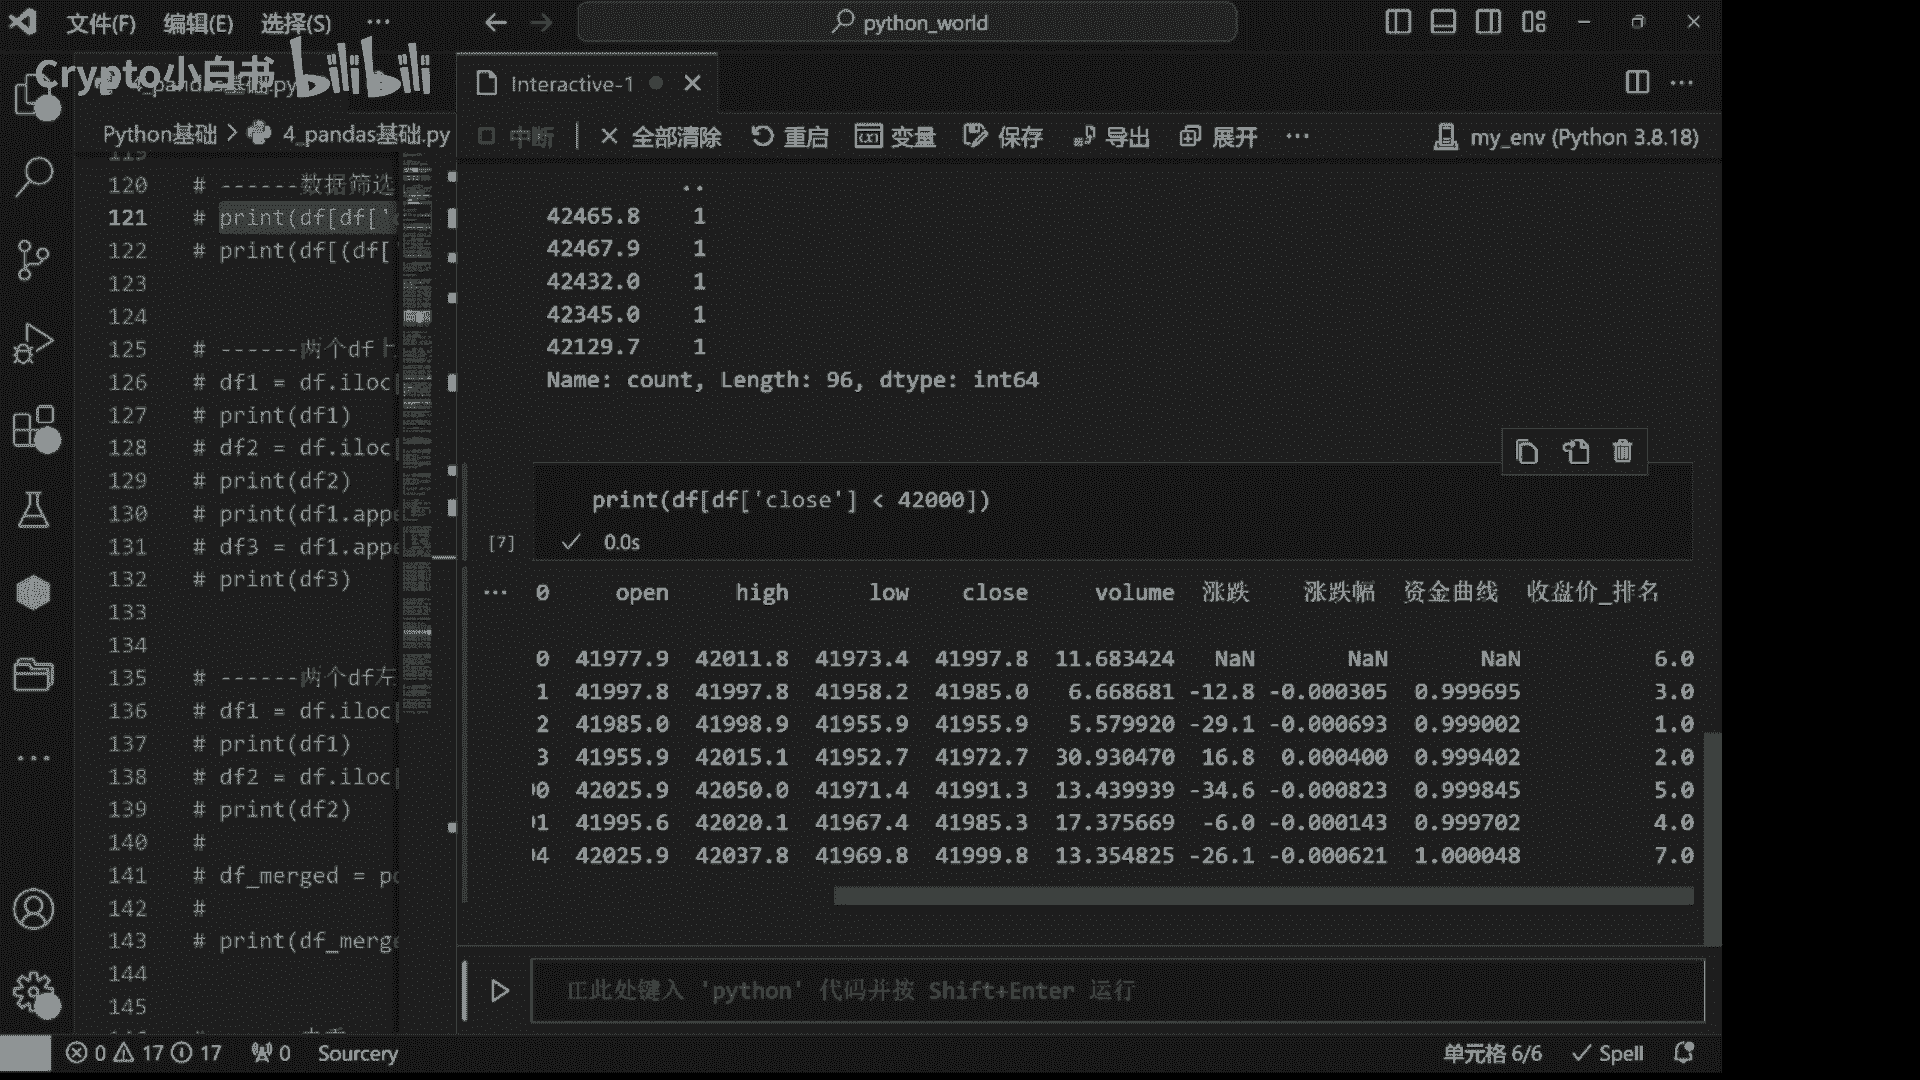 文件(F) 编辑(E) 选择(S) ··· python_world
Crypto小白书 bilibili
4_pandas基础.py Interactive-1
Python基础 > 4_pandas基础.py
中断 全部清除 重启 变量 保存 导出 展开 ··· my_env (Python 3.8.18)
119
120 # ------数据筛选
121 # print(df[df['
122 # print(df[(df[
123
124
125 # ------两个df
126 # df1 = df.iloc[
127 # print(df1)
128 # df2 = df.iloc[
129 # print(df2)
130 # print(df1.appe
131 # df3 = df1.appe
132 # print(df3)
133
134
135 # ------两个df左
136 # df1 = df.iloc[
137 # print(df1)
138 # df2 = df.iloc[
139 # print(df2)
140 #
141 # df_merged = pd
142 #
143 # print(df_merge
144
145
..
42465.8 1
42467.9 1
42432.0 1
42345.0 1
42129.7 1
Name: count, Length: 96, dtype: int64
print(df[df['close'] < 42000])
[7] 0.0s
··· 0 open high low close volume 涨跌 涨跌幅 资金曲线 收盘价_排名
0 41977.9 42011.8 41973.4 41997.8 11.683424 NaN NaN NaN 6.0
1 41997.8 41997.8 41958.2 41985.0 6.668681 -12.8 -0.000305 0.999695 3.0
2 41985.0 41998.9 41955.9 41955.9 5.579920 -29.1 -0.000693 0.999002 1.0
3 41955.9 42015.1 41952.7 41972.7 30.930470 16.8 0.000400 0.999402 2.0
0 42025.9 42050.0 41971.4 41991.3 13.439939 -34.6 -0.000823 0.999845 5.0
1 41995.6 42020.1 41967.4 41985.3 17.375669 -6.0 -0.000143 0.999702 4.0
4 42025.9 42037.8 41969.8 41999.8 13.354825 -26.1 -0.000621 1.000048 7.0
在此处键入 'python' 代码并按 Shift+Enter 运行
0 17 17 0 Sourcery 单元格 6/6 Spell